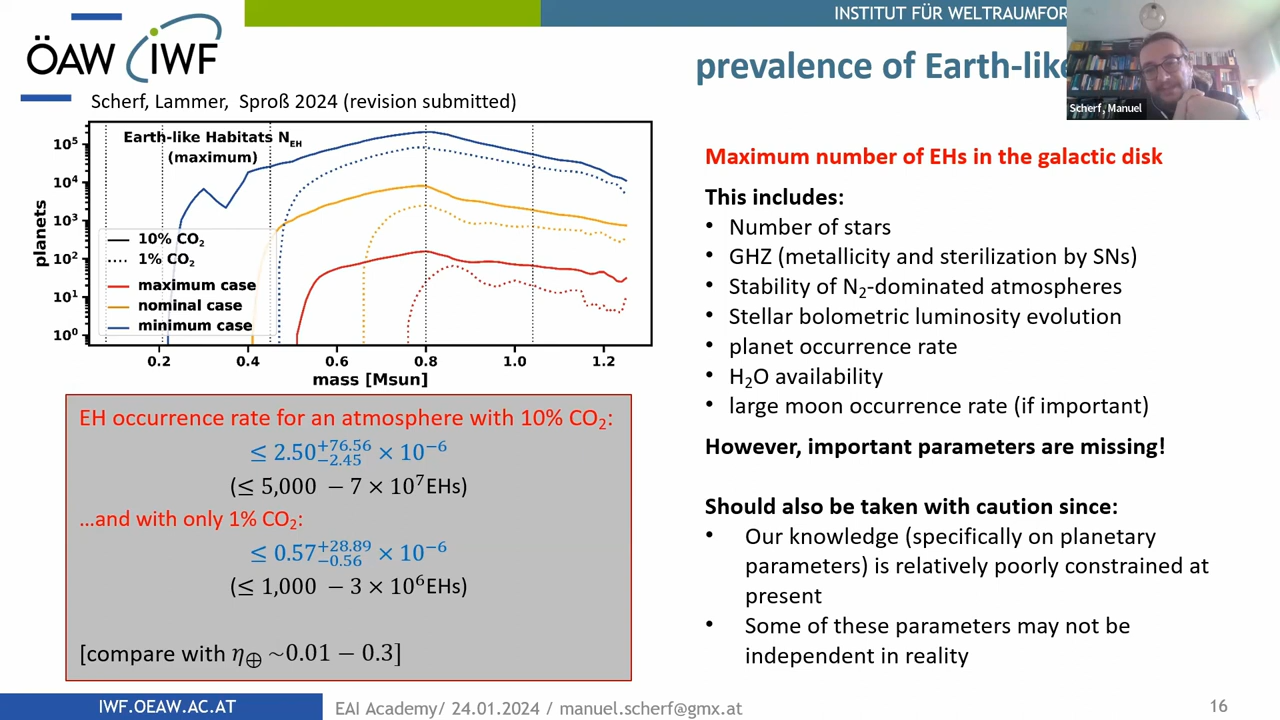 INSTITUT FÜR WELTRAUMFOR
ÖAW IWF
prevalence of Earth-like
Scherf, Manuel
Scherf, Lammer, Sproß 2024 (revision submitted)
Earth-like Habitats N_EH
(maximum)
planets
10⁵
10⁴
10³
10²
10¹
10⁰
10% CO₂
1% CO₂
maximum case
nominal case
minimum case
0.2 0.4 0.6 0.8 1.0 1.2
mass [Msun]
EH occurrence rate for an atmosphere with 10% CO₂:
≤ 2.50 +76.56 −2.45 × 10⁻⁶
(≤ 5,000 − 7 × 10⁷EHs)
…and with only 1% CO₂:
≤ 0.57 +28.89 −0.56 × 10⁻⁶
(≤ 1,000 − 3 × 10⁶EHs)
[compare with η⊕ ~0.01 − 0.3]
Maximum number of EHs in the galactic disk
This includes:
• Number of stars
• GHZ (metallicity and sterilization by SNs)
• Stability of N₂-dominated atmospheres
• Stellar bolometric luminosity evolution
• planet occurrence rate
• H₂O availability
• large moon occurrence rate (if important)
However, important parameters are missing!
Should also be taken with caution since:
• Our knowledge (specifically on planetary
parameters) is relatively poorly constrained at
present
• Some of these parameters may not be
independent in reality
IWF.OEAW.AC.AT
EAI Academy/ 24.01.2024 / manuel.scherf@gmx.at
16